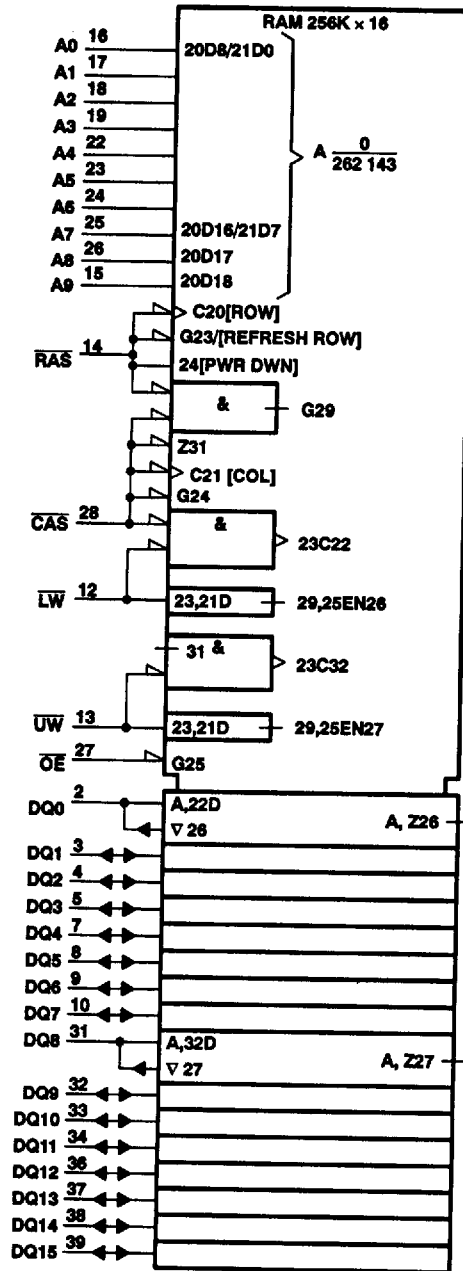 RAM 256K × 16
A0 16 20D8/21D0
A1 17
A2 18
A3 19
A4 22
A5 23
A6 24
A7 25 20D16/21D7
A8 26 20D17
A9 15 20D18
A 0
262 143
C20[ROW]
G23/[REFRESH ROW]
RAS 14
24[PWR DWN]
& G29
Z31
C21 [COL]
G24
CAS 28
& 23C22
LW 12 23,21D 29,25EN26
31 & 23C32
UW 13 23,21D 29,25EN27
OE 27 G25
DQ0 2 A,22D
∇ 26 A, Z26
DQ1 3
DQ2 4
DQ3 5
DQ4 7
DQ5 8
DQ6 9
DQ7 10
DQ8 31 A,32D
∇ 27 A, Z27
DQ9 32
DQ10 33
DQ11 34
DQ12 36
DQ13 37
DQ14 38
DQ15 39